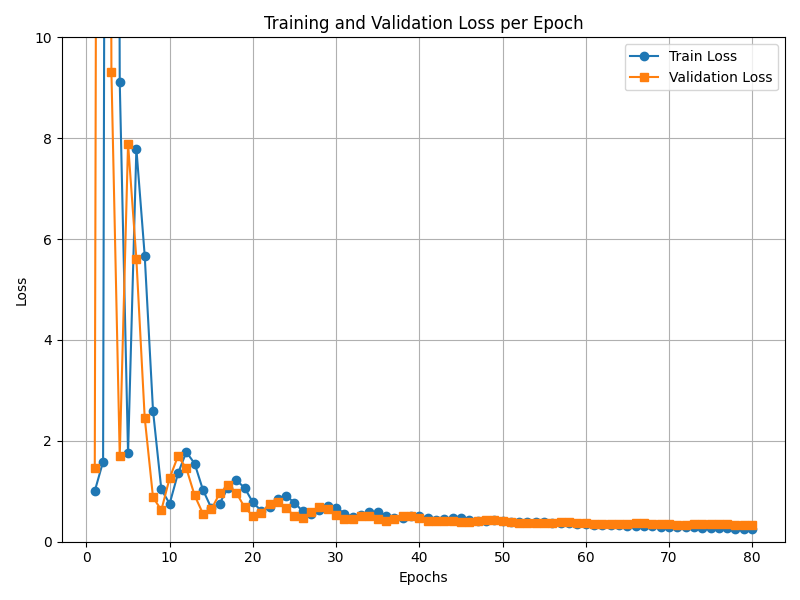 Training and Validation Loss per Epoch
Train Loss
Validation Loss
Loss
10
8
6
4
2
0
0 10 20 30 40 50 60 70 80
Epochs